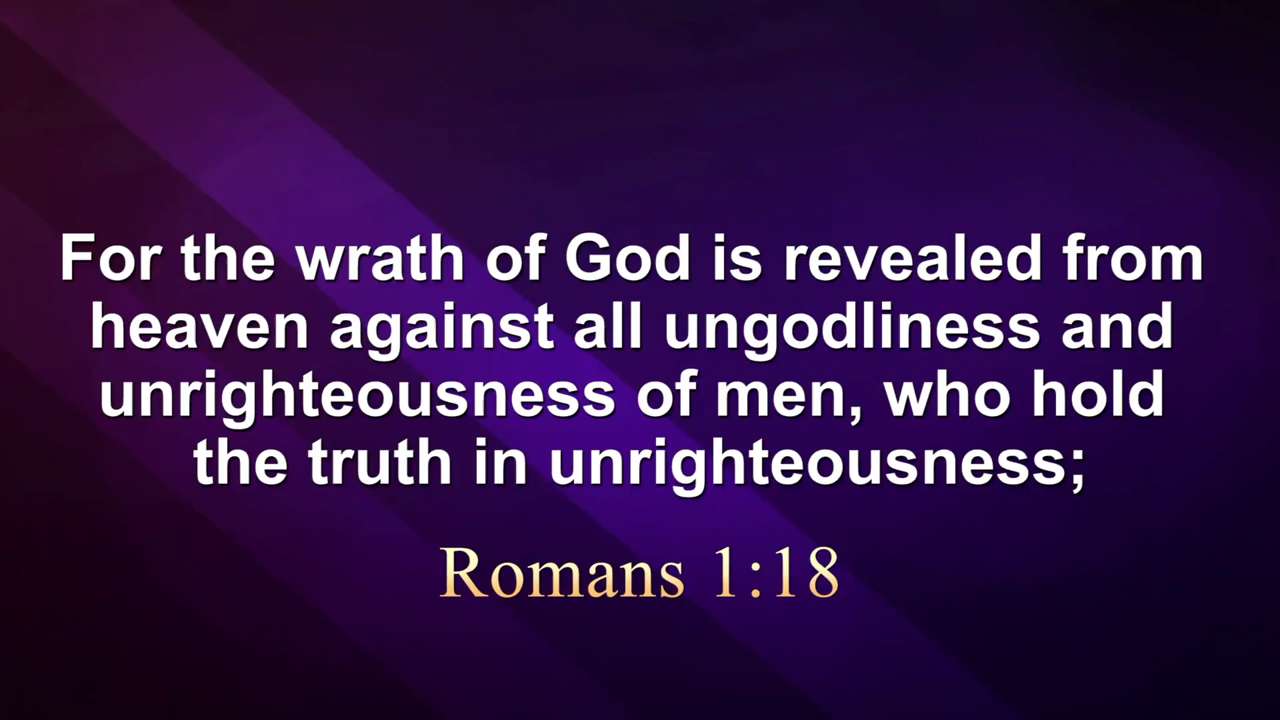 For the wrath of God is revealed from
heaven against all ungodliness and
unrighteousness of men, who hold
the truth in unrighteousness;
Romans 1:18